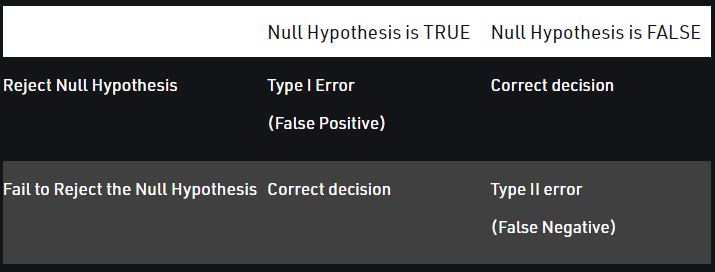 Null Hypothesis is TRUE Null Hypothesis is FALSE
Reject Null Hypothesis Type I Error Correct decision
(False Positive)
Fail to Reject the Null Hypothesis Correct decision Type II error
(False Negative)